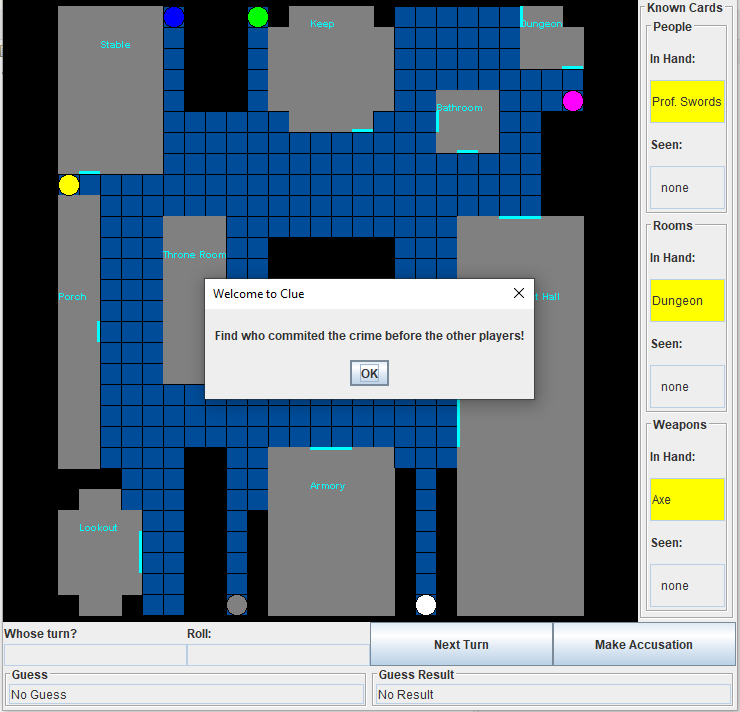 Known Cards
People
In Hand:
Prof. Swords
Seen:
none
Rooms
In Hand:
Dungeon
Seen:
none
Weapons
In Hand:
Axe
Seen:
none
Stable
Keep
Dungeon
Bathroom
Throne Room
Porch
Hall
Armory
Lookout
Welcome to Clue
Find who commited the crime before the other players!
OK
Whose turn?
Roll:
Next Turn
Make Accusation
Guess
No Guess
Guess Result
No Result